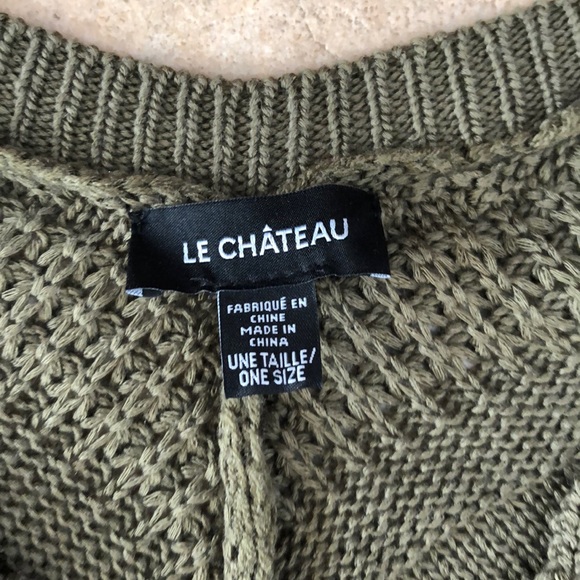 LE CHÂTEAU
FABRIQUÉ EN
CHINE
MADE IN
CHINA
UNE TAILLE/
ONE SIZE